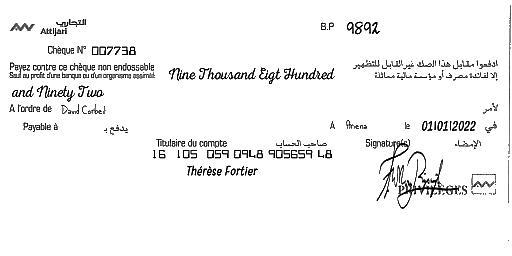 التجاري
Attijari
B.P 9892
Chèque N° 007738
Payez contre ce chèque non endossable
Sauf au profit d'une banque ou d'un organisme assimilé
Nine Thousand Eigt Hundred
ادفعوا مقابل هذا الصك غير القابل للتظهير
إلا لفائدة مصرف أو مؤسسة مالية مماثلة
and Ninety Two
A l'ordre de David Corbet
لأمر
Payable à يدفع بـ
A Anena le 01/01/2022 في
Titulaire du compte صاحب الحساب
Signature(s) الإمضاء
16 105 059 0948 905659 48
Thérèse Fortier
PRIVILÈGES